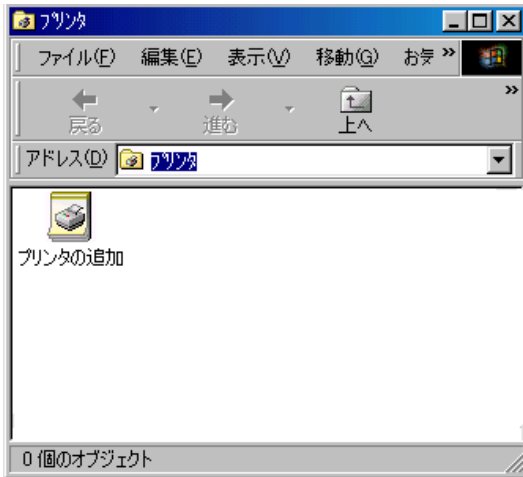 プリンタ
ファイル(F) 編集(E) 表示(V) 移動(G) お気 »
戻る 進む 上へ »
アドレス(D) プリンタ
プリンタの追加
0 個のオブジェクト